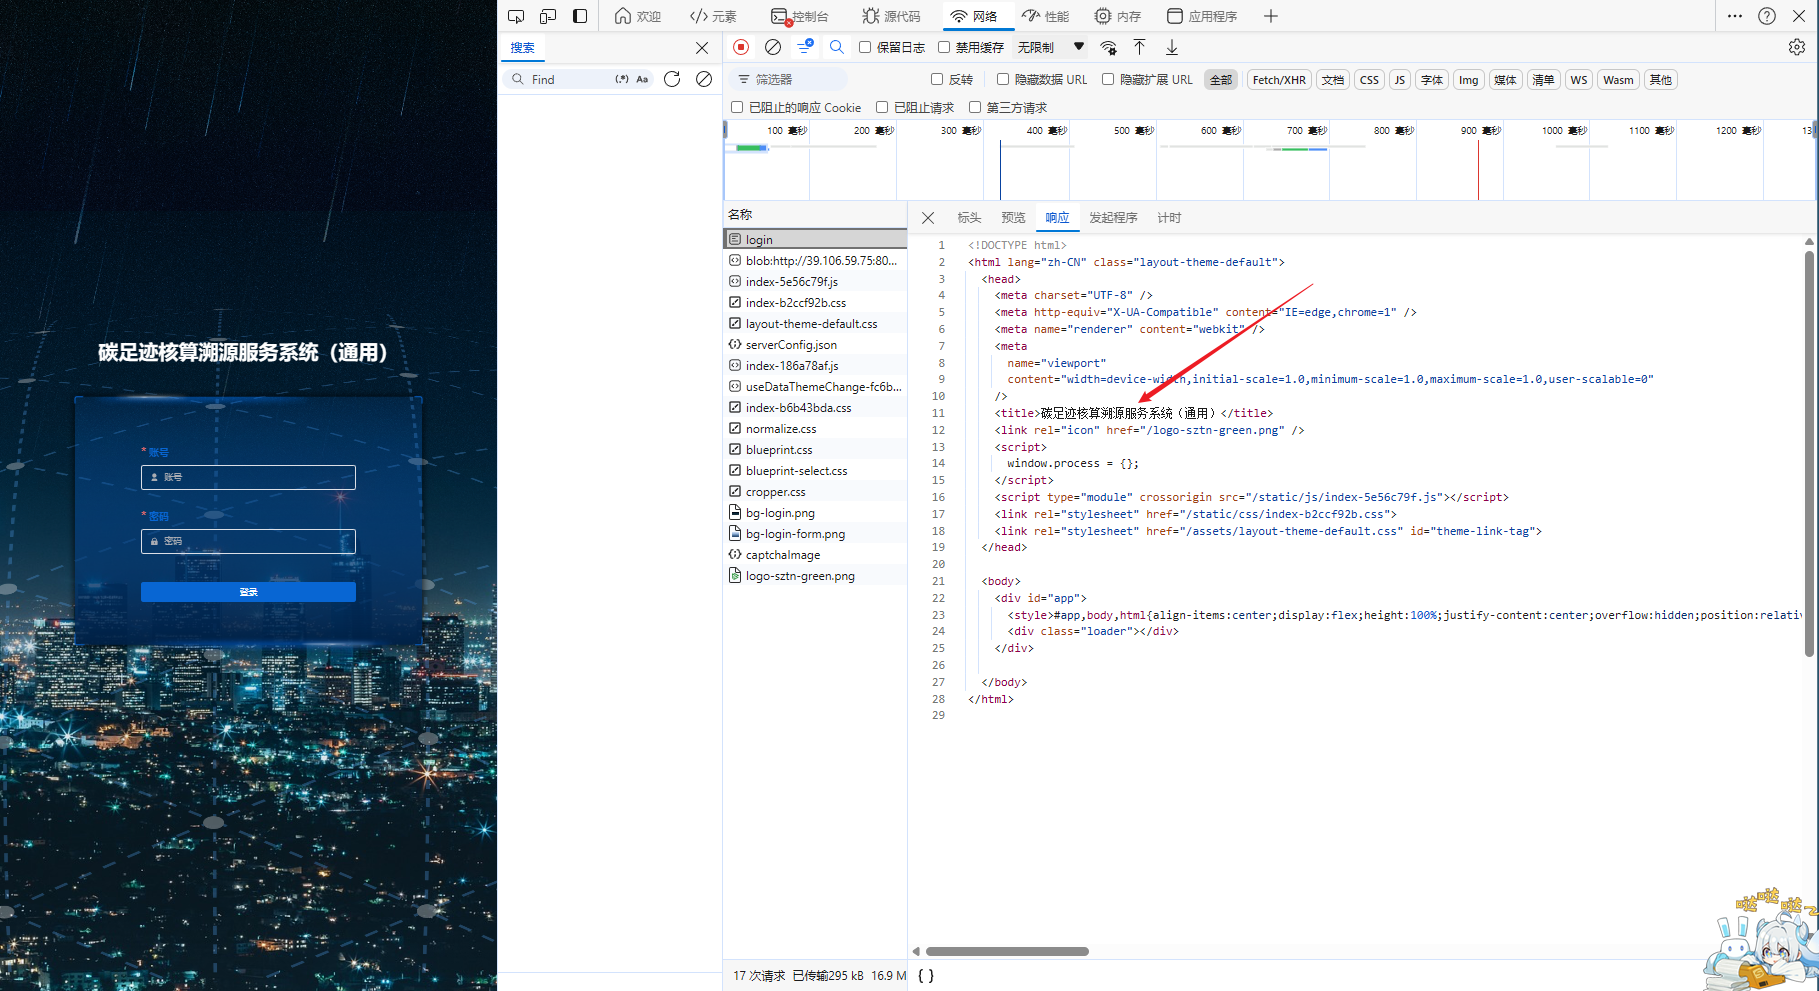 碳足迹核算溯源服务系统（通用）
* 账号
账号
* 密码
密码
登录
欢迎
元素
控制台
源代码
网络
性能
内存
应用程序
搜索
Find
(.*) Aa
保留日志
禁用缓存
无限制
筛选器
反转
隐藏数据 URL
隐藏扩展 URL
全部
Fetch/XHR
文档
CSS
JS
字体
Img
媒体
清单
WS
Wasm
其他
已阻止的响应 Cookie
已阻止请求
第三方请求
100 毫秒
200 毫秒
300 毫秒
400 毫秒
500 毫秒
600 毫秒
700 毫秒
800 毫秒
900 毫秒
1000 毫秒
1100 毫秒
1200 毫秒
13
名称
login
blob:http://39.106.59.75:80...
index-5e56c79f.js
index-b2ccf92b.css
layout-theme-default.css
serverConfig.json
index-186a78af.js
useDataThemeChange-fc6b...
index-b6b43bda.css
normalize.css
blueprint.css
blueprint-select.css
cropper.css
bg-login.png
bg-login-form.png
captchaImage
logo-sztn-green.png
17 次请求 已传输295 kB 16.9 M
标头
预览
响应
发起程序
计时
1 <!DOCTYPE html>
2 <html lang="zh-CN" class="layout-theme-default">
3 <head>
4 <meta charset="UTF-8" />
5 <meta http-equiv="X-UA-Compatible" content="IE=edge,chrome=1" />
6 <meta name="renderer" content="webkit" />
7 <meta
8 name="viewport"
9 content="width=device-width,initial-scale=1.0,minimum-scale=1.0,maximum-scale=1.0,user-scalable=0"
10 />
11 <title>碳足迹核算溯源服务系统（通用）</title>
12 <link rel="icon" href="/logo-sztn-green.png" />
13 <script>
14 window.process = {};
15 </script>
16 <script type="module" crossorigin src="/static/js/index-5e56c79f.js"></script>
17 <link rel="stylesheet" href="/static/css/index-b2ccf92b.css">
18 <link rel="stylesheet" href="/assets/layout-theme-default.css" id="theme-link-tag">
19 </head>
20
21 <body>
22 <div id="app">
23 <style>#app,body,html{align-items:center;display:flex;height:100%;justify-content:center;overflow:hidden;position:relativ
24 <div class="loader"></div>
25 </div>
26
27 </body>
28 </html>
29
{ }
哒哒 哒